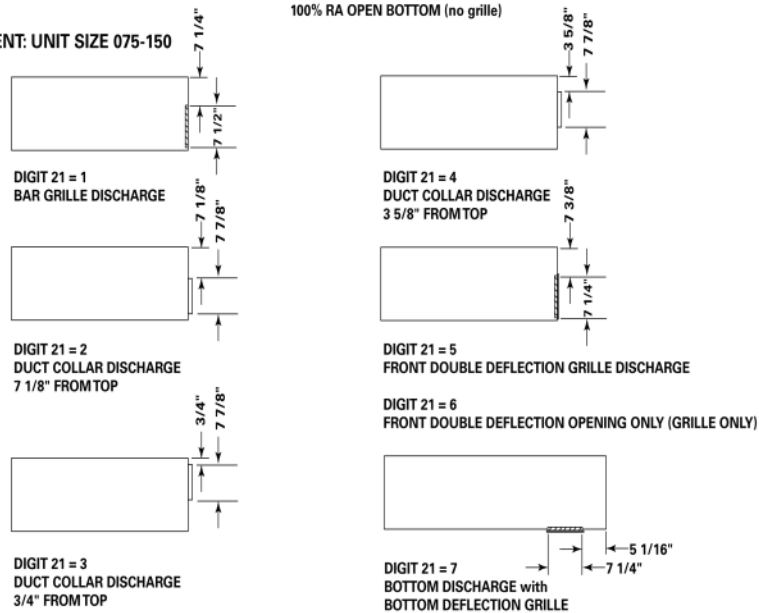 100% RA OPEN BOTTOM (no grille)
ENT: UNIT SIZE 075-150
7 1/4"
7 1/2"
DIGIT 21 = 1
BAR GRILLE DISCHARGE
3 5/8"
7 7/8"
DIGIT 21 = 4
DUCT COLLAR DISCHARGE
3 5/8" FROM TOP
7 1/8"
7 7/8"
DIGIT 21 = 2
DUCT COLLAR DISCHARGE
7 1/8" FROM TOP
7 3/8"
7 1/4"
DIGIT 21 = 5
FRONT DOUBLE DEFLECTION GRILLE DISCHARGE
DIGIT 21 = 6
FRONT DOUBLE DEFLECTION OPENING ONLY (GRILLE ONLY)
3/4"
7 7/8"
DIGIT 21 = 3
DUCT COLLAR DISCHARGE
3/4" FROM TOP
5 1/16"
7 1/4"
DIGIT 21 = 7
BOTTOM DISCHARGE with
BOTTOM DEFLECTION GRILLE